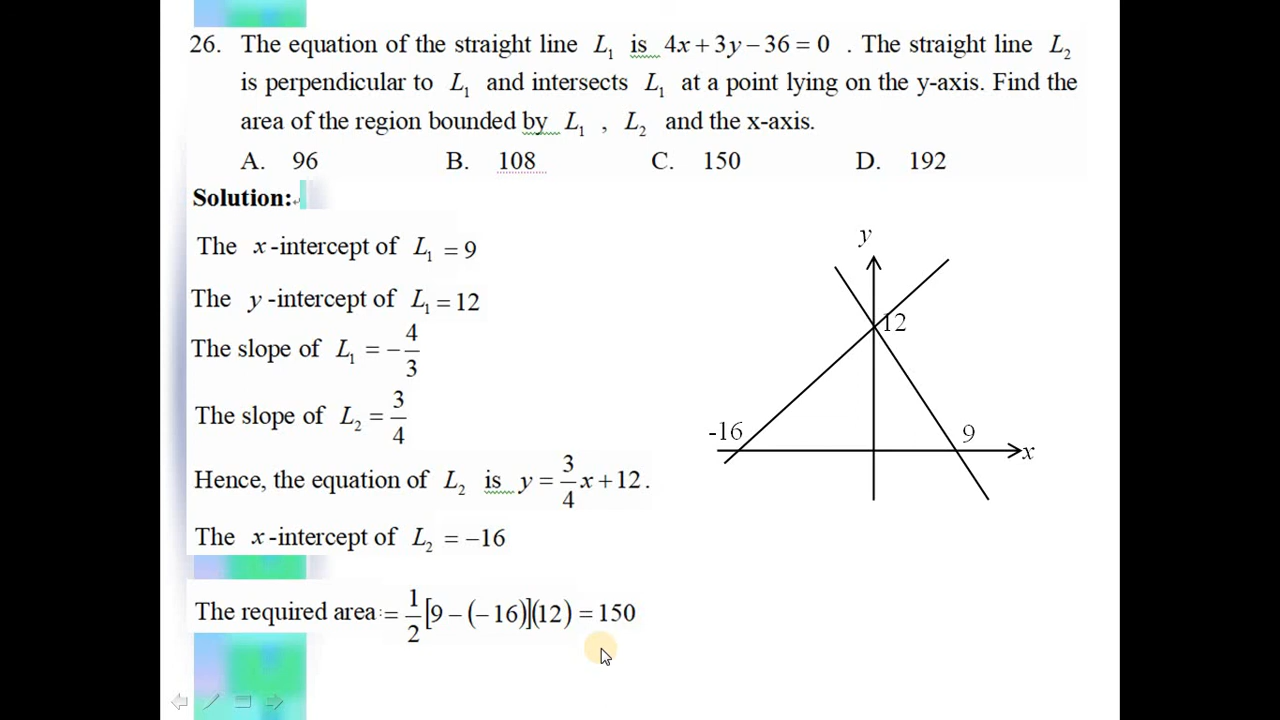 26. The equation of the straight line L₁ is 4x + 3y − 36 = 0 . The straight line L₂
is perpendicular to L₁ and intersects L₁ at a point lying on the y-axis. Find the
area of the region bounded by L₁ , L₂ and the x-axis.
A. 96 B. 108 C. 150 D. 192
Solution:
The x-intercept of L₁ = 9
The y-intercept of L₁ = 12
The slope of L₁ = −4/3
The slope of L₂ = 3/4
Hence, the equation of L₂ is y = 3/4 x + 12 .
The x-intercept of L₂ = −16
The required area = 1/2 [9 − (−16)](12) = 150
y
12
-16
9
x